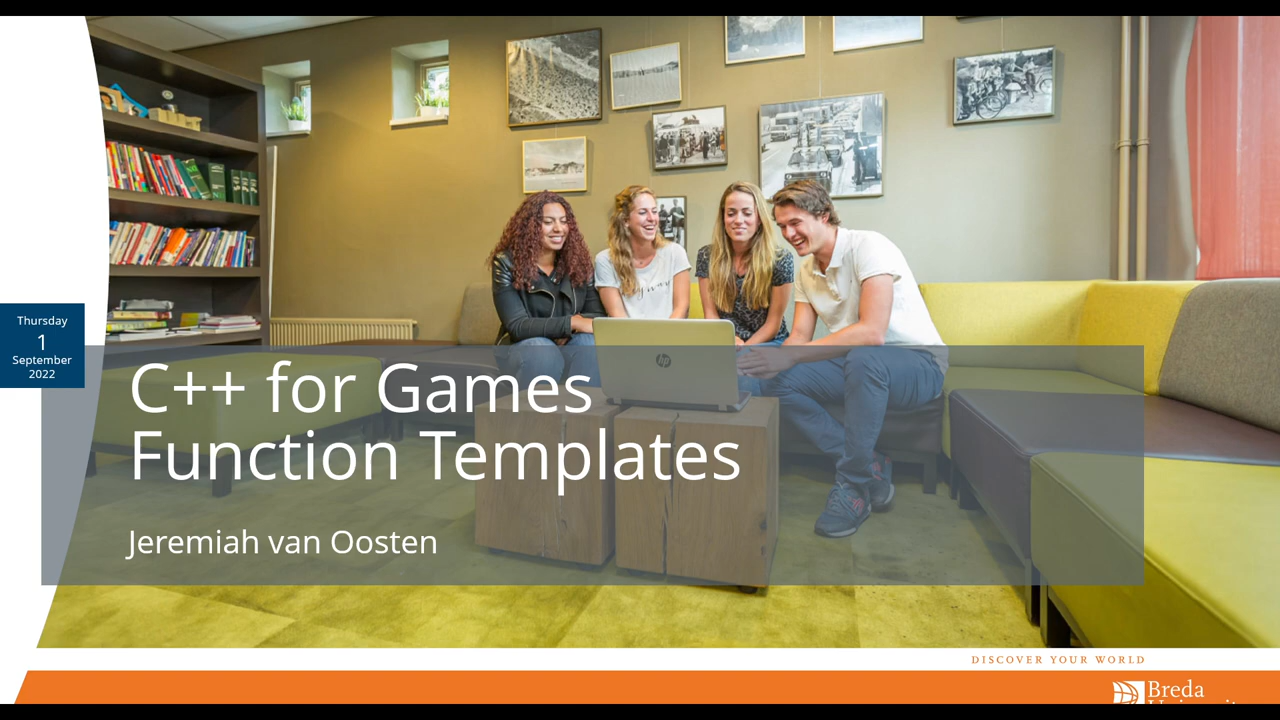 Thursday
1
September
2022
C++ for Games
Function Templates
Jeremiah van Oosten
DISCOVER YOUR WORLD
Breda